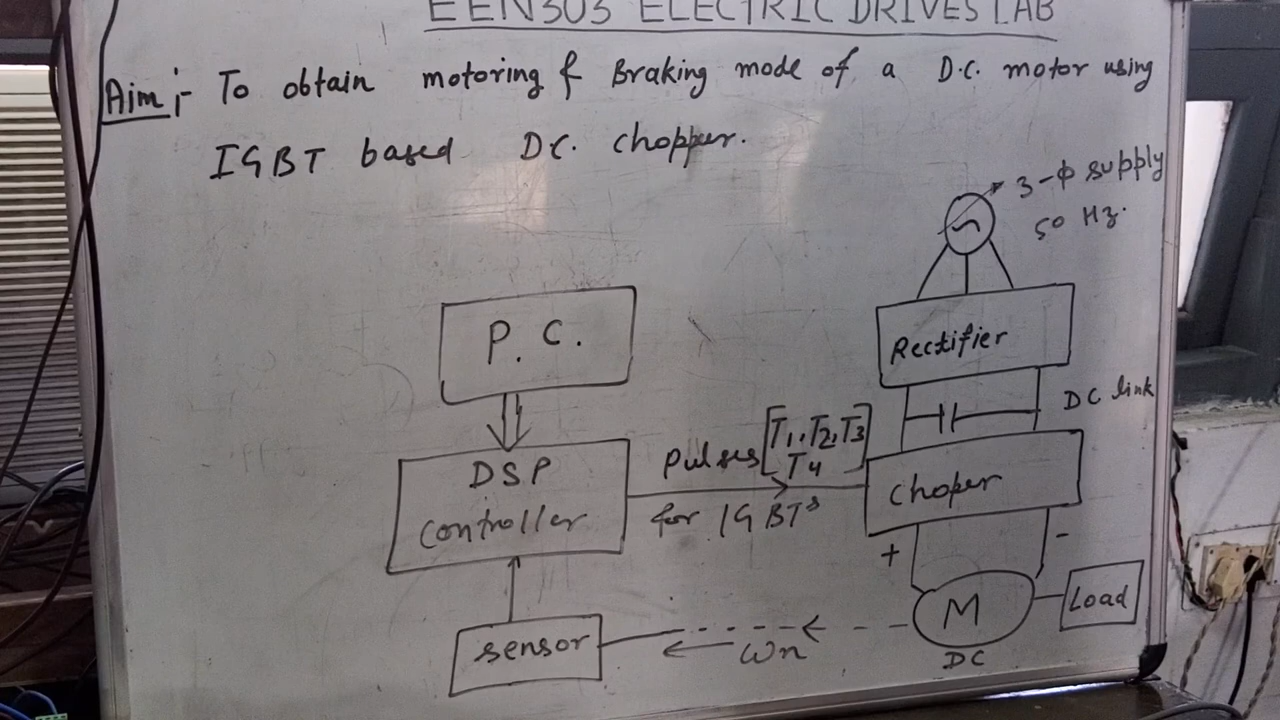 EEN303 ELECTRIC DRIVES LAB
Aim:- To obtain motoring & Braking mode of a D.C. motor using
IGBT based DC. chopper.
3-Φ supply
50 Hz.
Rectifier
P.C.
DC link
Pulses [T1, T2, T3
T4]
for IGBTs
DSP
controller
choper
+
-
M
DC
Load
sensor
ωn